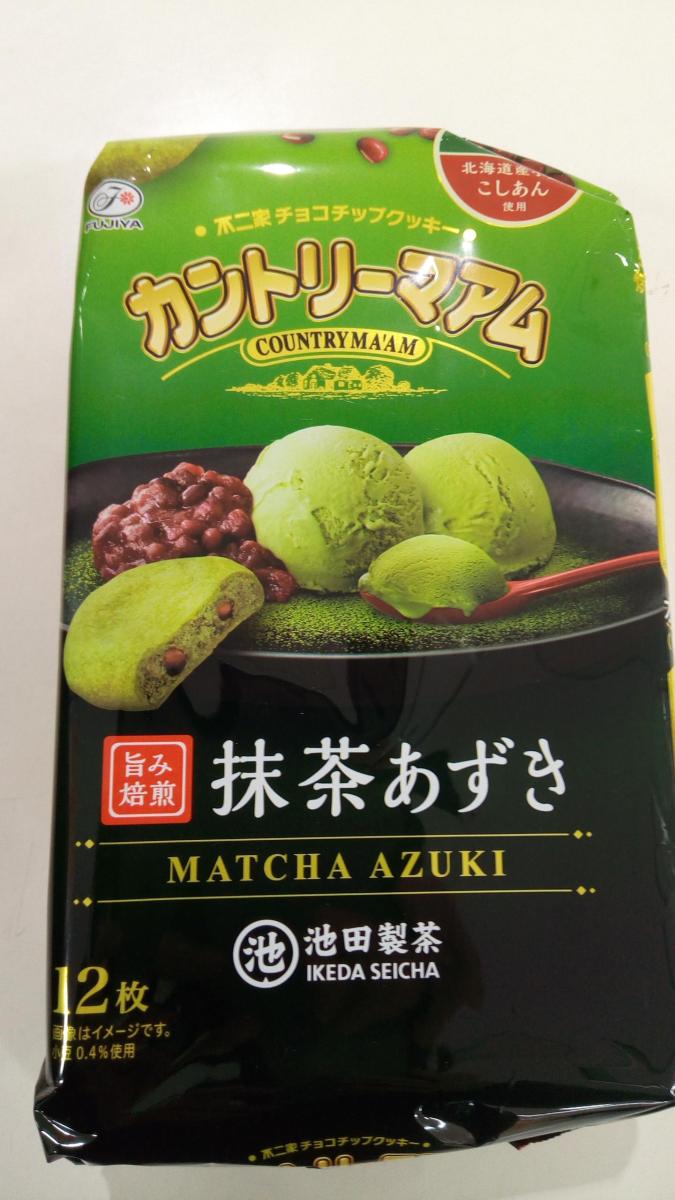 北海道産
こしあん
使用
FUJIYA
不二家 チョコチップクッキー
カントリーマアム
COUNTRY MA'AM
旨み
焙煎
抹茶あずき
MATCHA AZUKI
池
池田製茶
IKEDA SEICHA
12枚
画像はイメージです。
小豆 0.4%使用
不二家 チョコチップクッキー